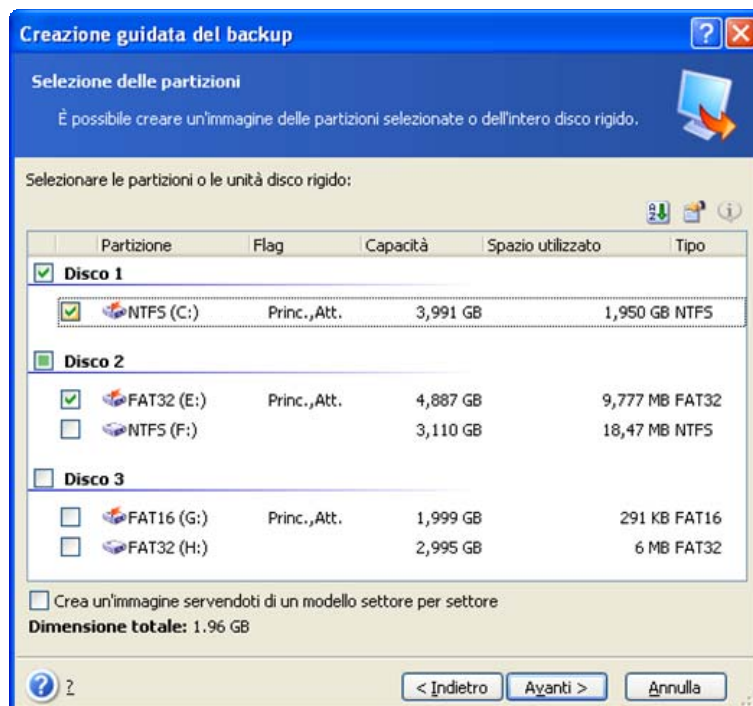 Creazione guidata del backup
Selezione delle partizioni
È possibile creare un'immagine delle partizioni selezionate o dell'intero disco rigido.
Selezionare le partizioni o le unità disco rigido:
Partizione Flag Capacità Spazio utilizzato Tipo
Disco 1
NTFS (C:) Princ.,Att. 3,991 GB 1,950 GB NTFS
Disco 2
FAT32 (E:) Princ.,Att. 4,887 GB 9,777 MB FAT32
NTFS (F:) 3,110 GB 18,47 MB NTFS
Disco 3
FAT16 (G:) Princ.,Att. 1,999 GB 291 KB FAT16
FAT32 (H:) 2,995 GB 6 MB FAT32
Crea un'immagine servendoti di un modello settore per settore
Dimensione totale: 1.96 GB
? < Indietro Avanti > Annulla